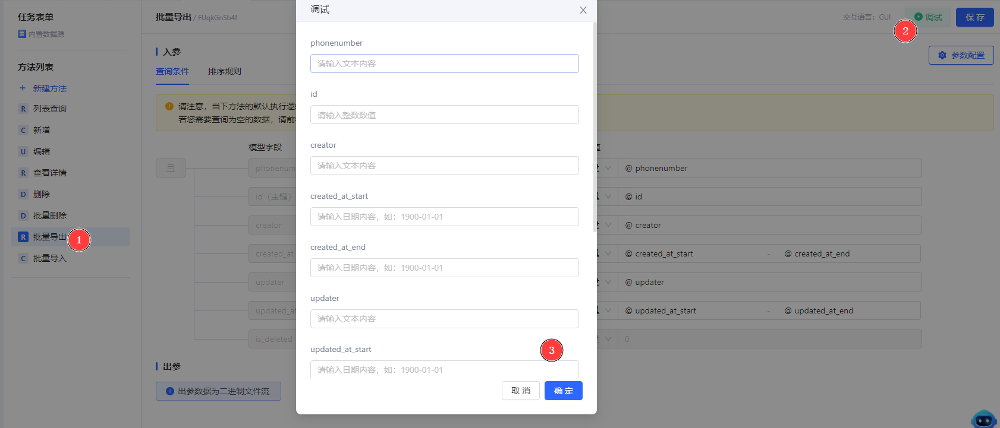 任务表单
内置数据源
方法列表
+ 新建方法
R 列表查询
C 新增
U 编辑
R 查看详情
D 删除
D 批量删除
R 批量导出
1
C 批量导入
批量导出 / FUqkGnSb4f
交互语言：GUI
调试
保存
2
入参
参数配置
查询条件 排序规则
请注意，当下方法的默认执行逻
若您需要查询为空的数据，请前
模型字段
值
且
phonenum
@ phonenumber
id（主键）
@ id
creator
@ creator
created_at
@ created_at_start - @ created_at_end
updater
@ updater
updated_at
@ updated_at_start - @ updated_at_end
is_deleted
0
出参
出参数据为二进制文件流
调试
phonenumber
请输入文本内容
id
请输入整数数值
creator
请输入文本内容
created_at_start
请输入日期内容，如：1900-01-01
created_at_end
请输入日期内容，如：1900-01-01
updater
请输入文本内容
updated_at_start
3
请输入日期内容，如：1900-01-01
取消 确定